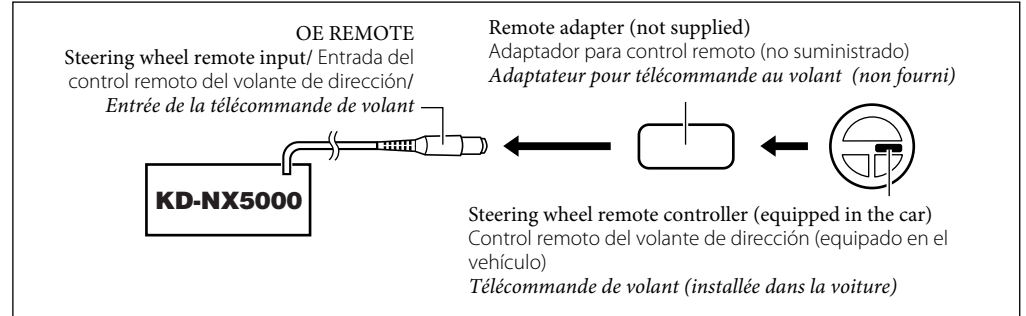 OE REMOTE
Steering wheel remote input/ Entrada del
control remoto del volante de dirección/
Entrée de la télécommande de volant
Remote adapter (not supplied)
Adaptador para control remoto (no suministrado)
Adaptateur pour télécommande au volant (non fourni)
KD-NX5000
Steering wheel remote controller (equipped in the car)
Control remoto del volante de dirección (equipado en el
vehículo)
Télécommande de volant (installée dans la voiture)